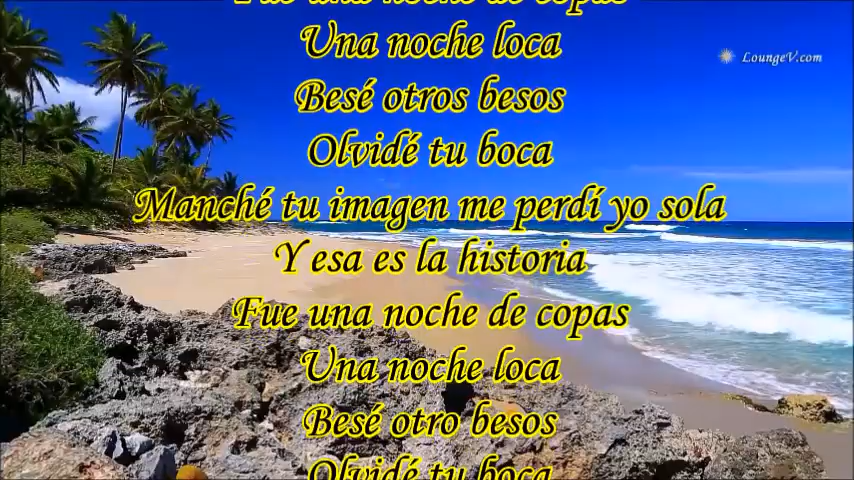 Fue una noche de copas
Una noche loca
LoungeV.com
Besé otros besos
Olvidé tu boca
Manché tu imagen me perdí yo sola
Y esa es la historia
Fue una noche de copas
Una noche loca
Besé otro besos
Olvidé tu boca